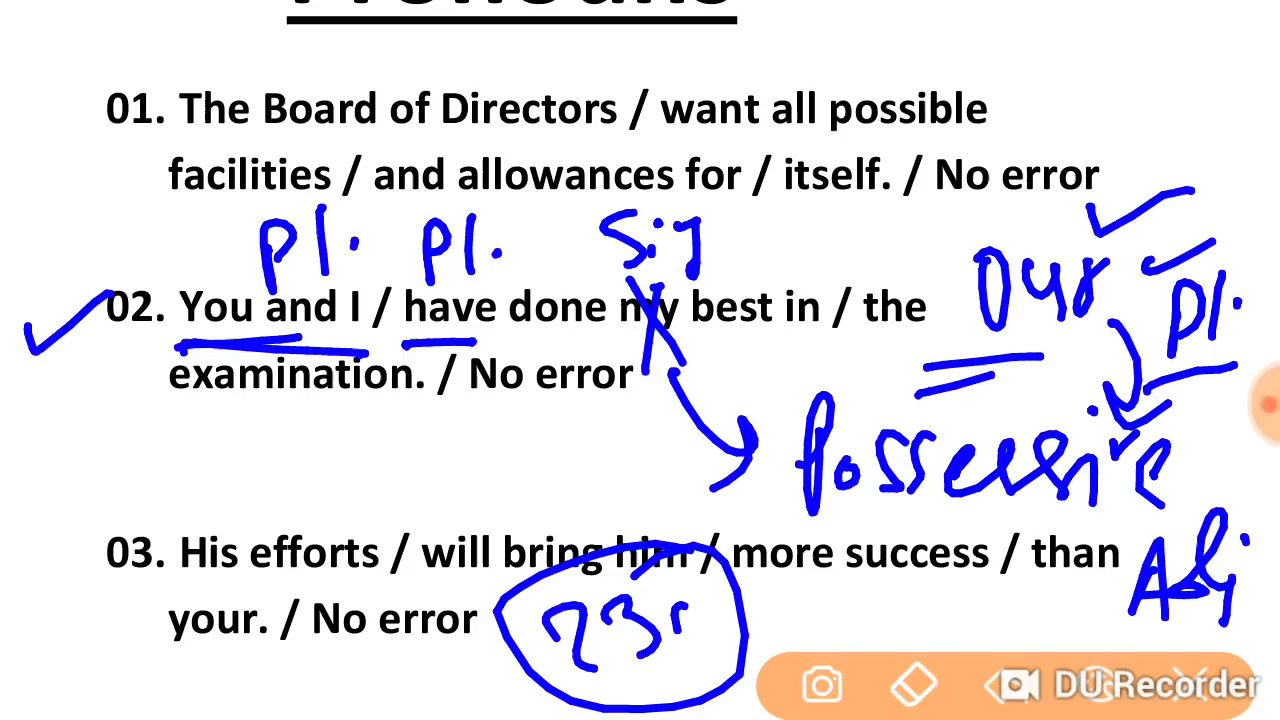 Pronouns
01. The Board of Directors / want all possible
facilities / and allowances for / itself. / No error
Pl. Pl. Sig
Our Pl.
02. You and I / have done my best in / the
examination. / No error
Possessive
Adj.
03. His efforts / will bring him / more success / than
your. / No error
DU Recorder